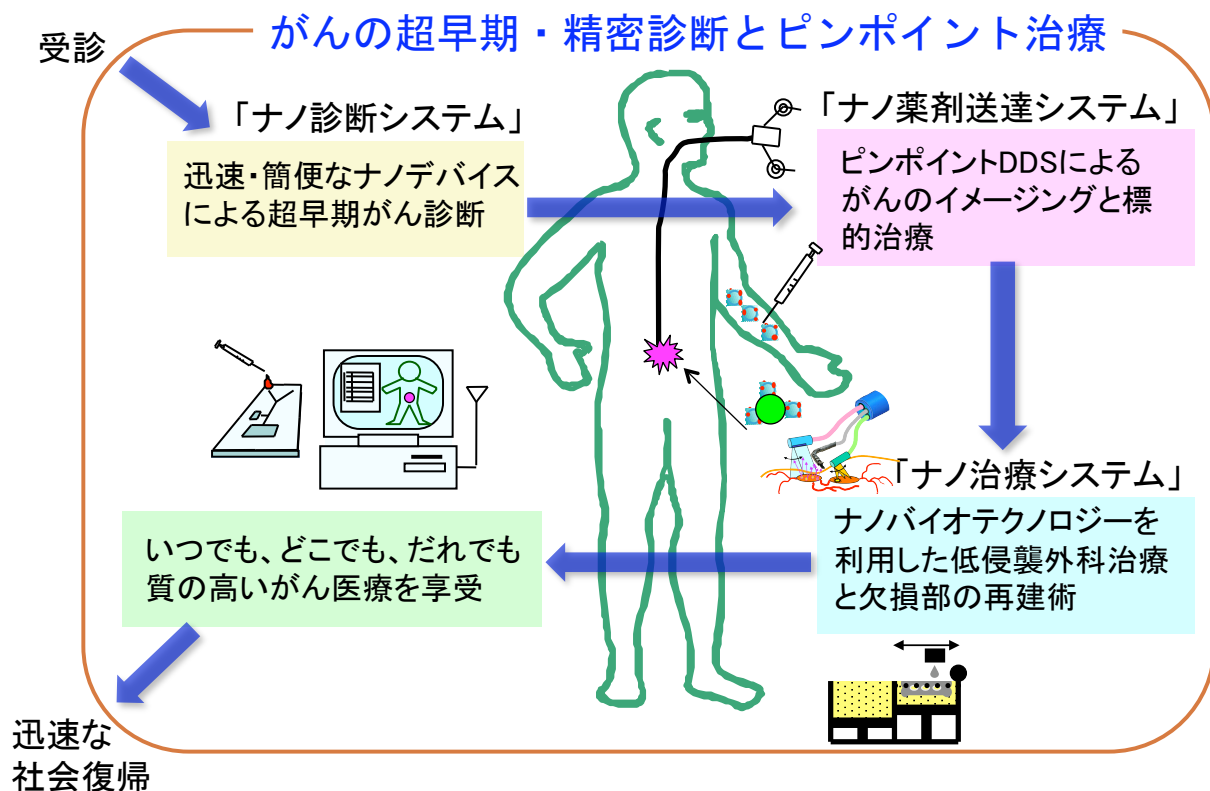 がんの超早期・精密診断とピンポイント治療
受診
「ナノ診断システム」
迅速・簡便なナノデバイス
による超早期がん診断
「ナノ薬剤送達システム」
ピンポイントDDSによる
がんのイメージングと標
的治療
「ナノ治療システム」
ナノバイオテクノロジーを
利用した低侵襲外科治療
と欠損部の再建術
いつでも、どこでも、だれでも
質の高いがん医療を享受
迅速な
社会復帰